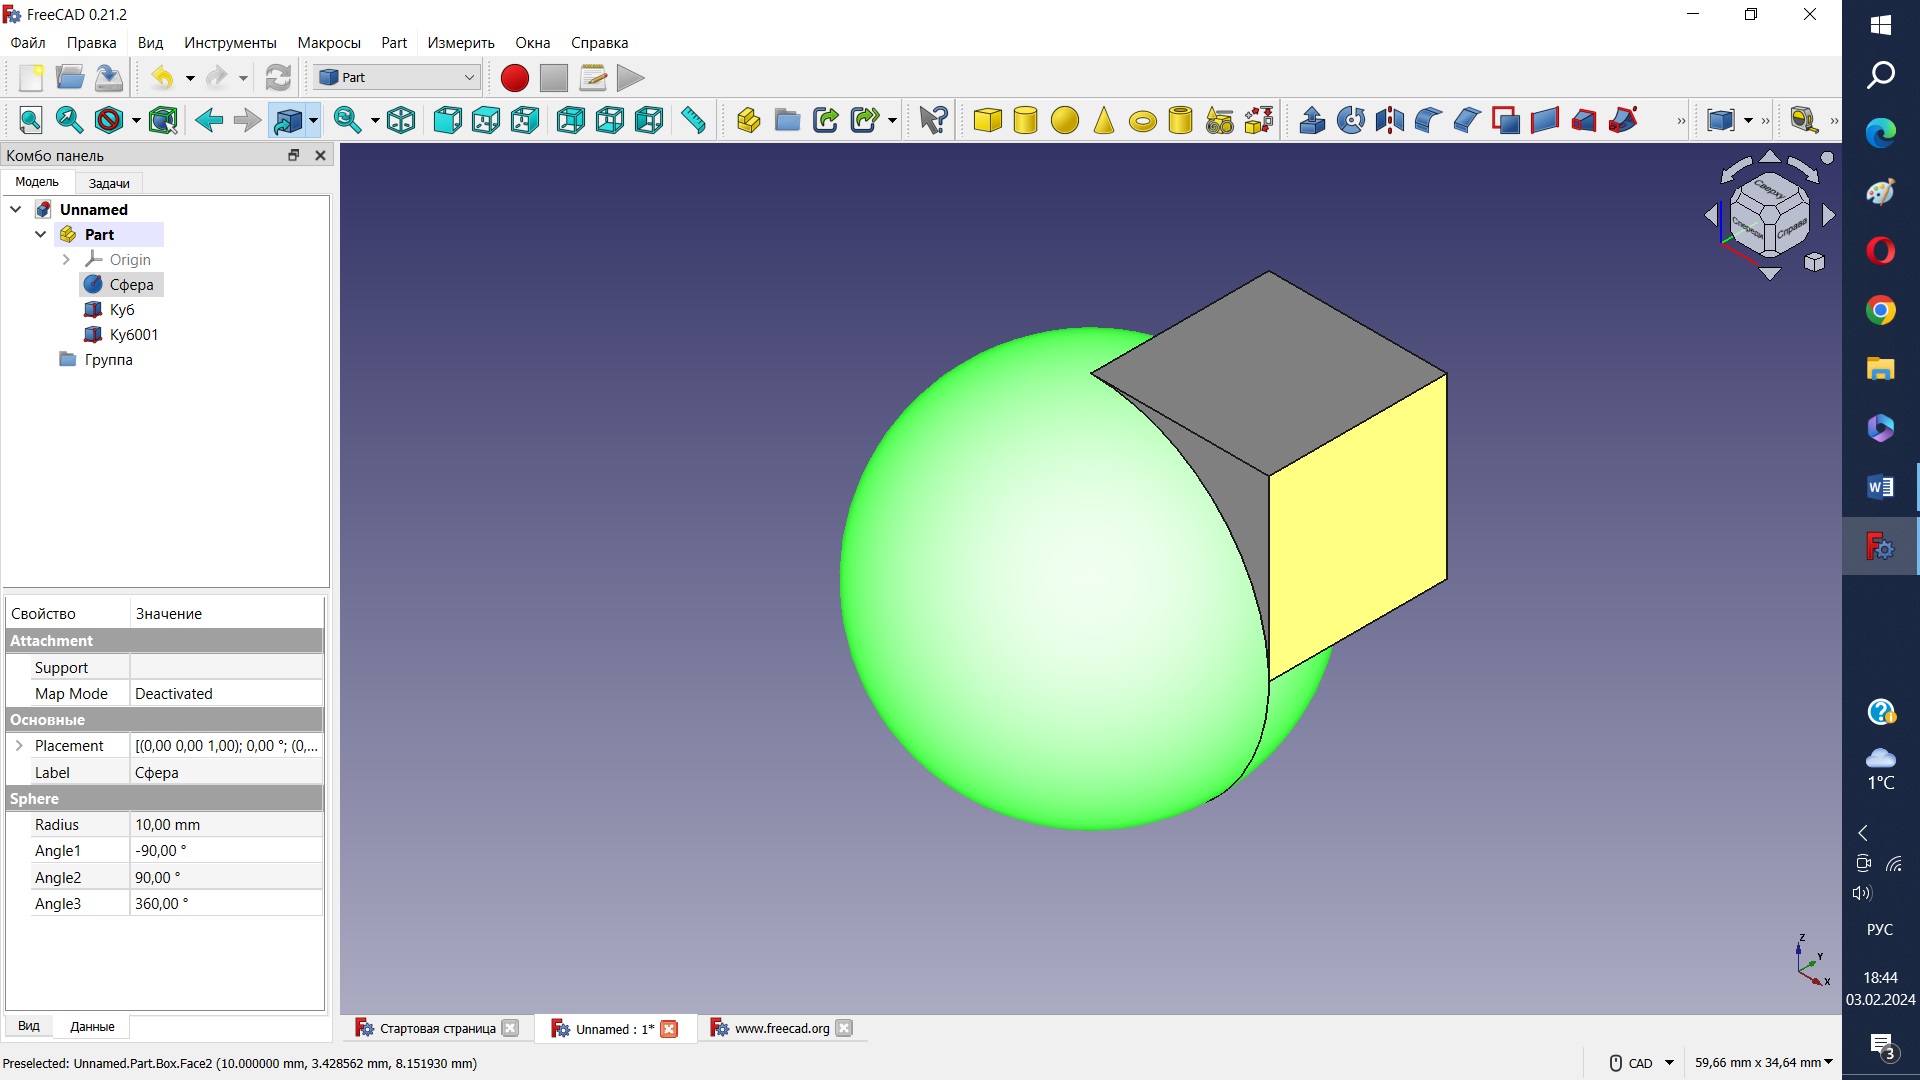 FreeCAD 0.21.2
Файл Правка Вид Инструменты Макросы Part Измерить Окна Справка
Part
Комбо панель
Модель Задачи
Unnamed
Part
Origin
Сфера
Куб
Куб001
Группа
Сверху
Спереди Справа
Свойство Значение
Attachment
Support
Map Mode Deactivated
Основные
Placement [(0,00 0,00 1,00); 0,00 °; (0,...
Label Сфера
Sphere
Radius 10,00 mm
Angle1 -90,00 °
Angle2 90,00 °
Angle3 360,00 °
Вид Данные
Z
Y
X
Стартовая страница Unnamed : 1* www.freecad.org
Preselected: Unnamed.Part.Box.Face2 (10.000000 mm, 3.428562 mm, 8.151930 mm)
CAD 59,66 mm x 34,64 mm
1°C
РУС
18:44
03.02.2024
3